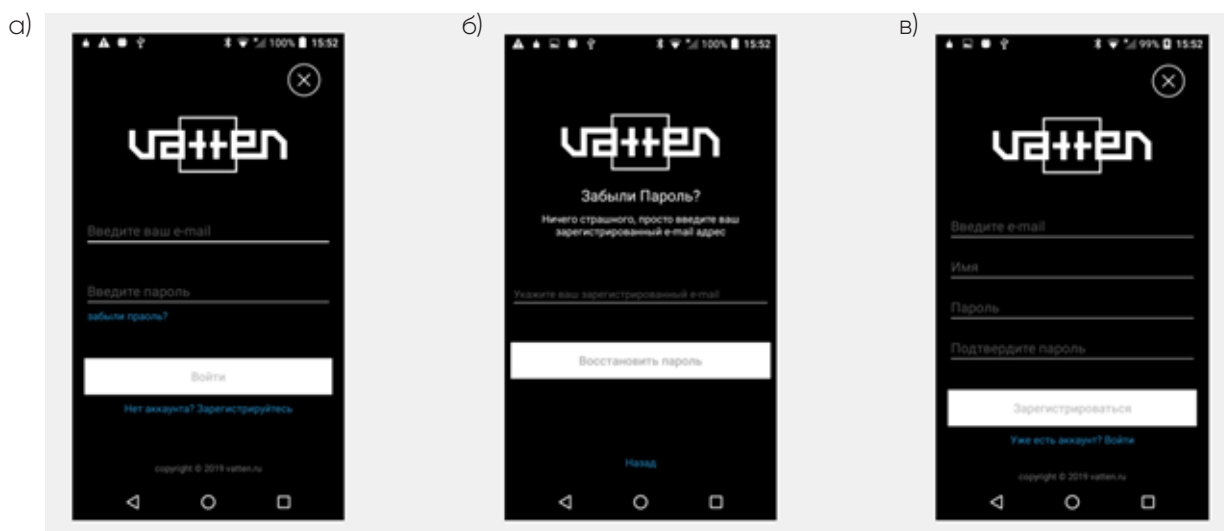 а)
100% 15:52
vatten
Введите ваш e-mail
Введите пароль
забыли праоль?
Войти
Нет аккаунта? Зарегистрируйтесь
copyright © 2019 vatten.ru
б)
100% 15:52
vatten
Забыли Пароль?
Ничего страшного, просто введите ваш
зарегистрированный e-mail адрес
Укажите ваш зарегистрированный e-mail
Восстановить пароль
Назад
в)
99% 15:52
vatten
Введите e-mail
Имя
Пароль
Подтвердите пароль
Зарегистрироваться
Уже есть аккаунт? Войти
copyright © 2019 vatten.ru